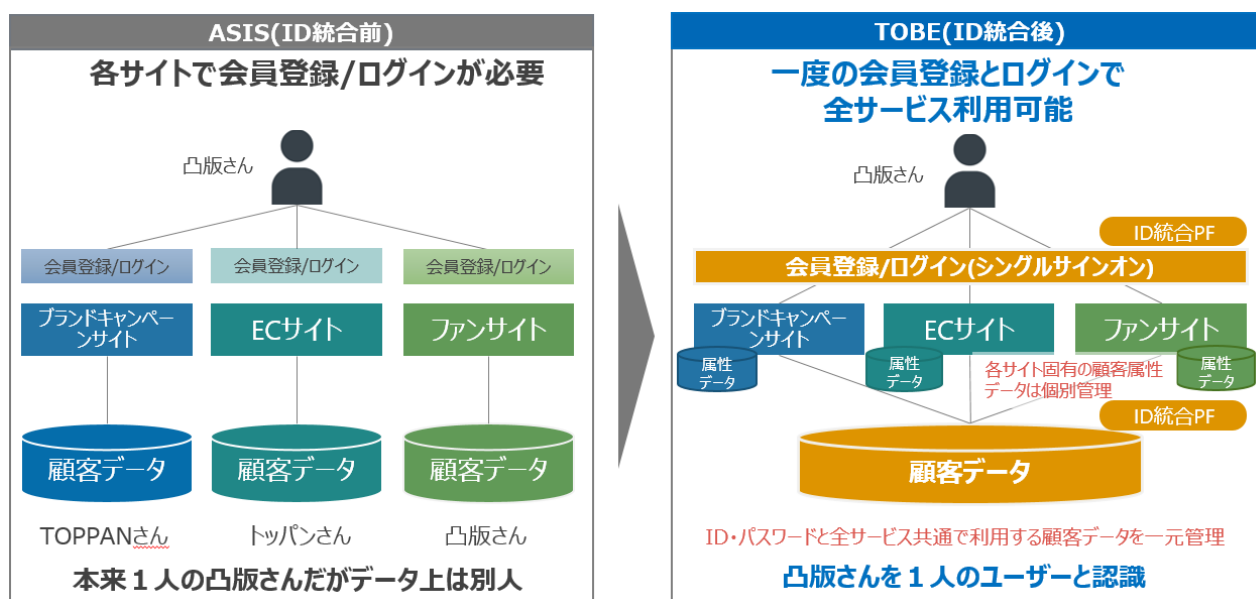 ASIS(ID統合前)
各サイトで会員登録/ログインが必要
凸版さん
会員登録/ログイン
会員登録/ログイン
会員登録/ログイン
ブランドキャンペー
ンサイト
ECサイト
ファンサイト
顧客データ
顧客データ
顧客データ
TOPPANさん
トッパンさん
凸版さん
本来１人の凸版さんだがデータ上は別人
TOBE(ID統合後)
一度の会員登録とログインで
全サービス利用可能
凸版さん
ID統合PF
会員登録/ログイン(シングルサインオン)
ブランドキャンペー
ンサイト
ECサイト
ファンサイト
属性
データ
属性
データ
属性
データ
各サイト固有の顧客属性
データは個別管理
ID統合PF
顧客データ
ID・パスワードと全サービス共通で利用する顧客データを一元管理
凸版さんを１人のユーザーと認識